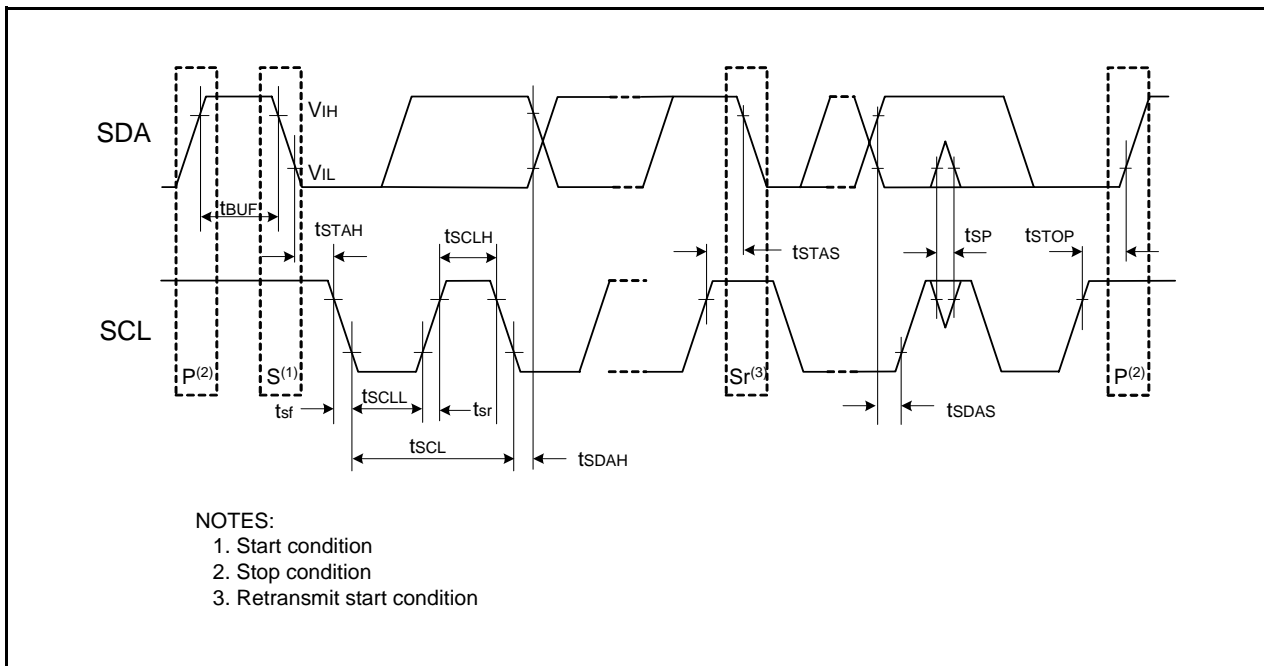 SDA
VIH
VIL
tBUF
tSTAH
tSCLH
tSTAS
tSP
tSTOP
SCL
P(2)
S(1)
Sr(3)
P(2)
tsf
tSCLL
tsr
tSDAS
tSCL
tSDAH
NOTES:
1. Start condition
2. Stop condition
3. Retransmit start condition